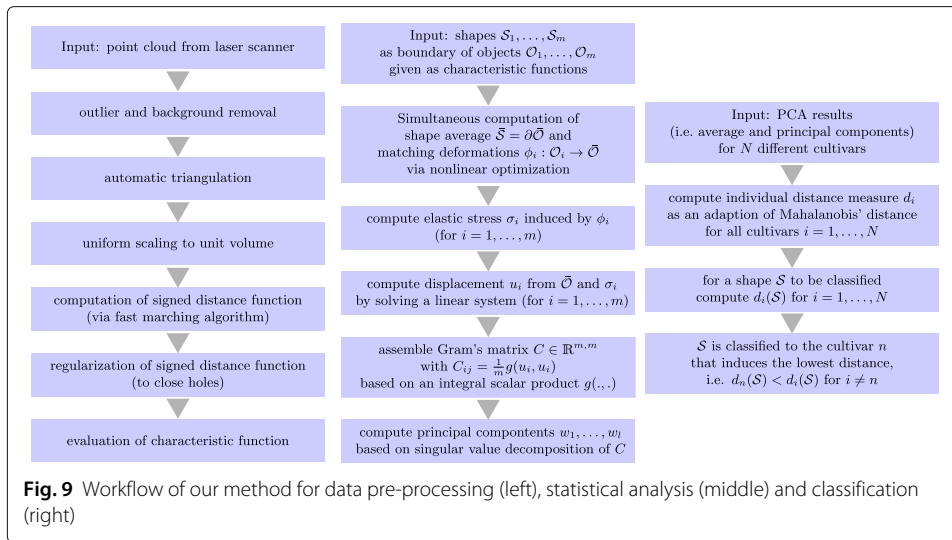 Input: point cloud from laser scanner
outlier and background removal
automatic triangulation
uniform scaling to unit volume
computation of signed distance function
(via fast marching algorithm)
regularization of signed distance function
(to close holes)
evaluation of characteristic function
Input: shapes 𝒮₁, . . . , 𝒮ₘ
as boundary of objects 𝒪₁, . . . , 𝒪ₘ
given as characteristic functions
Simultaneous computation of
shape average 𝒮̄ = ∂𝒪̄ and
matching deformations ϕᵢ : 𝒪ᵢ → 𝒪̄
via nonlinear optimization
compute elastic stress σᵢ induced by ϕᵢ
(for i = 1, . . . , m)
compute displacement uᵢ from 𝒪̄ and σᵢ
by solving a linear system (for i = 1, . . . , m)
assemble Gram's matrix C ∈ ℝ^{m,m}
with C_{ij} = \frac{1}{m} g(uᵢ, uᵢ)
based on an integral scalar product g(., .)
compute principal compontents w₁, . . . , w_l
based on singular value decomposition of C
Input: PCA results
(i.e. average and principal components)
for N different cultivars
compute individual distance measure dᵢ
as an adaption of Mahalanobis' distance
for all cultivars i = 1, . . . , N
for a shape 𝒮 to be classified
compute dᵢ(𝒮) for i = 1, . . . , N
𝒮 is classified to the cultivar n
that induces the lowest distance,
i.e. dₙ(𝒮) < dᵢ(𝒮) for i ≠ n
Fig. 9 Workflow of our method for data pre-processing (left), statistical analysis (middle) and classification
(right)